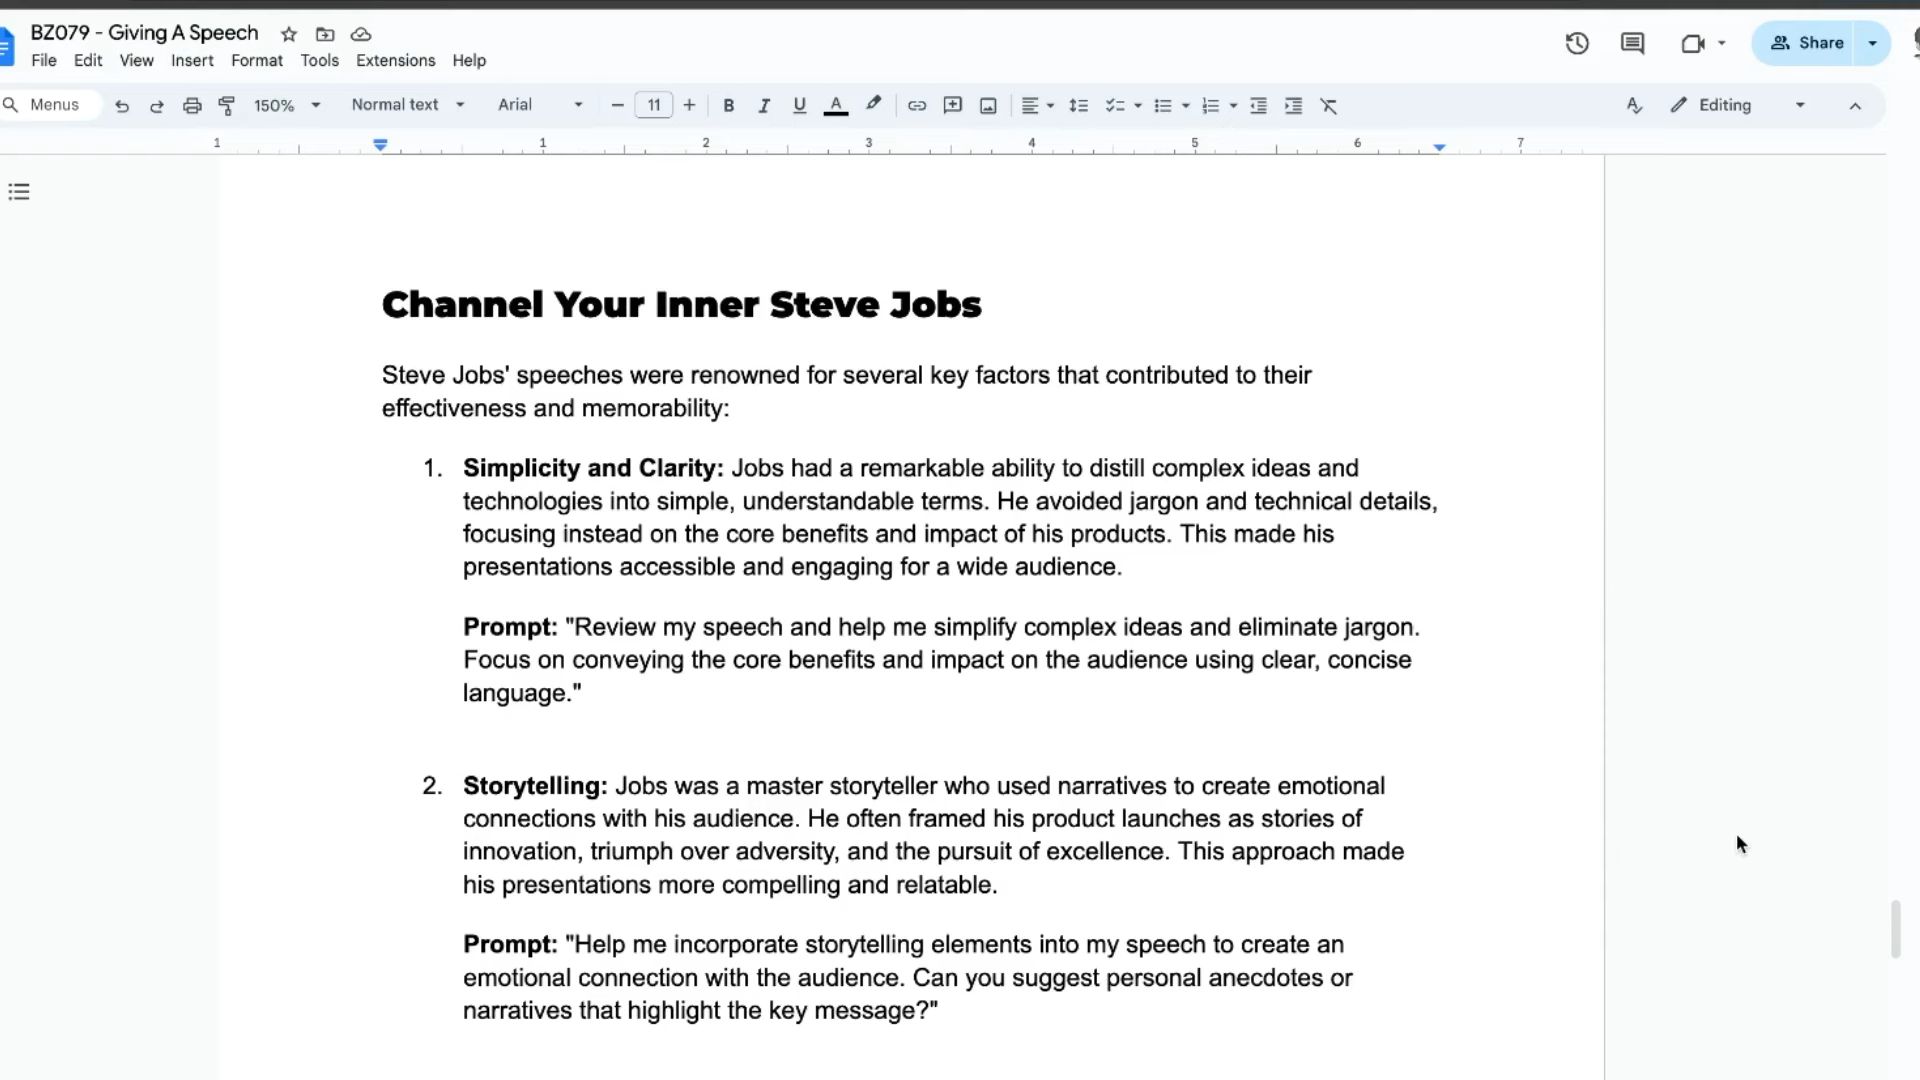 BZ079 - Giving A Speech
File Edit View Insert Format Tools Extensions Help
Share
Menus 150% Normal text Arial 11 B I U A Editing
1 1 2 3 4 5 6 7
Channel Your Inner Steve Jobs
Steve Jobs' speeches were renowned for several key factors that contributed to their
effectiveness and memorability:
1. Simplicity and Clarity: Jobs had a remarkable ability to distill complex ideas and
technologies into simple, understandable terms. He avoided jargon and technical details,
focusing instead on the core benefits and impact of his products. This made his
presentations accessible and engaging for a wide audience.
Prompt: "Review my speech and help me simplify complex ideas and eliminate jargon.
Focus on conveying the core benefits and impact on the audience using clear, concise
language."
2. Storytelling: Jobs was a master storyteller who used narratives to create emotional
connections with his audience. He often framed his product launches as stories of
innovation, triumph over adversity, and the pursuit of excellence. This approach made
his presentations more compelling and relatable.
Prompt: "Help me incorporate storytelling elements into my speech to create an
emotional connection with the audience. Can you suggest personal anecdotes or
narratives that highlight the key message?"